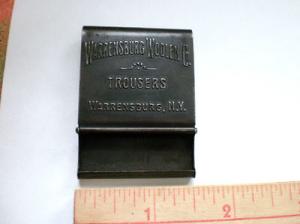 WARRENSBURG WOOLEN Co.
TROUSERS
WARRENSBURG, N.Y.
1 2